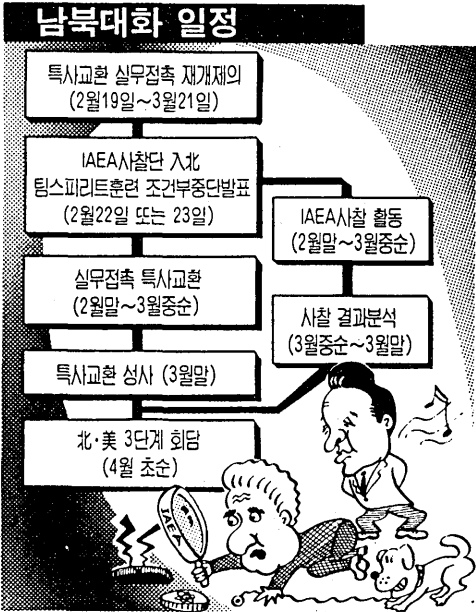 남북대화 일정
특사교환 실무접촉 재개제의
(2월19일~3월21일)
IAEA사찰단 入北
팀스피리트훈련 조건부중단발표
(2월22일 또는 23일)
IAEA사찰 활동
(2월말~3월중순)
실무접촉 특사교환
(2월말~3월중순)
사찰 결과분석
(3월중순~3월말)
특사교환 성사 (3월말)
北·美 3단계 회담
(4월 초순)
IAEA